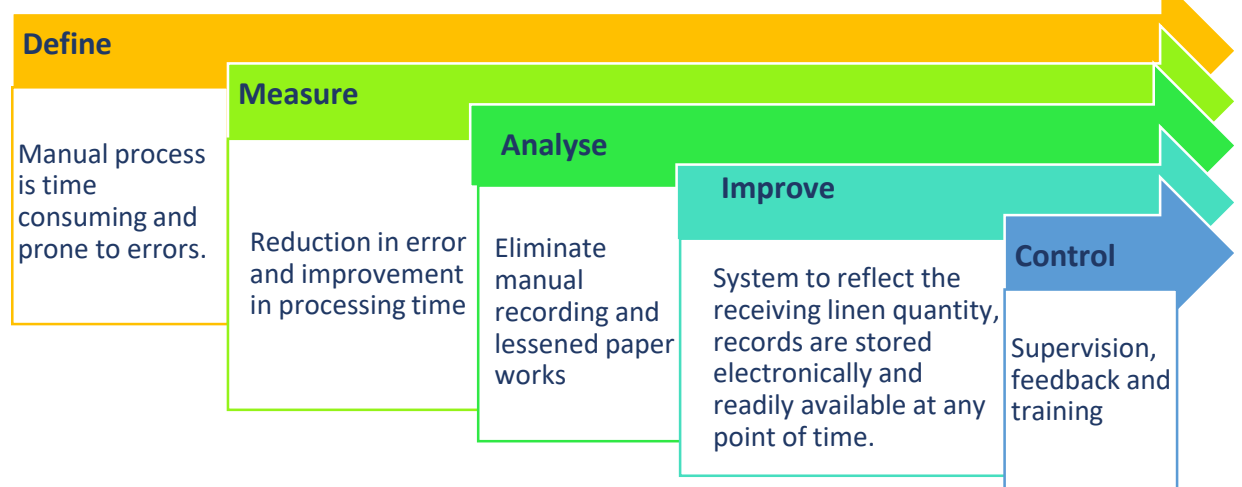 Define
Manual process
is time
consuming and
prone to errors.
Measure
Reduction in error
and improvement
in processing time
Analyse
Eliminate
manual
recording and
lessened paper
works
Improve
System to reflect the
receiving linen quantity,
records are stored
electronically and
readily available at any
point of time.
Control
Supervision,
feedback and
training